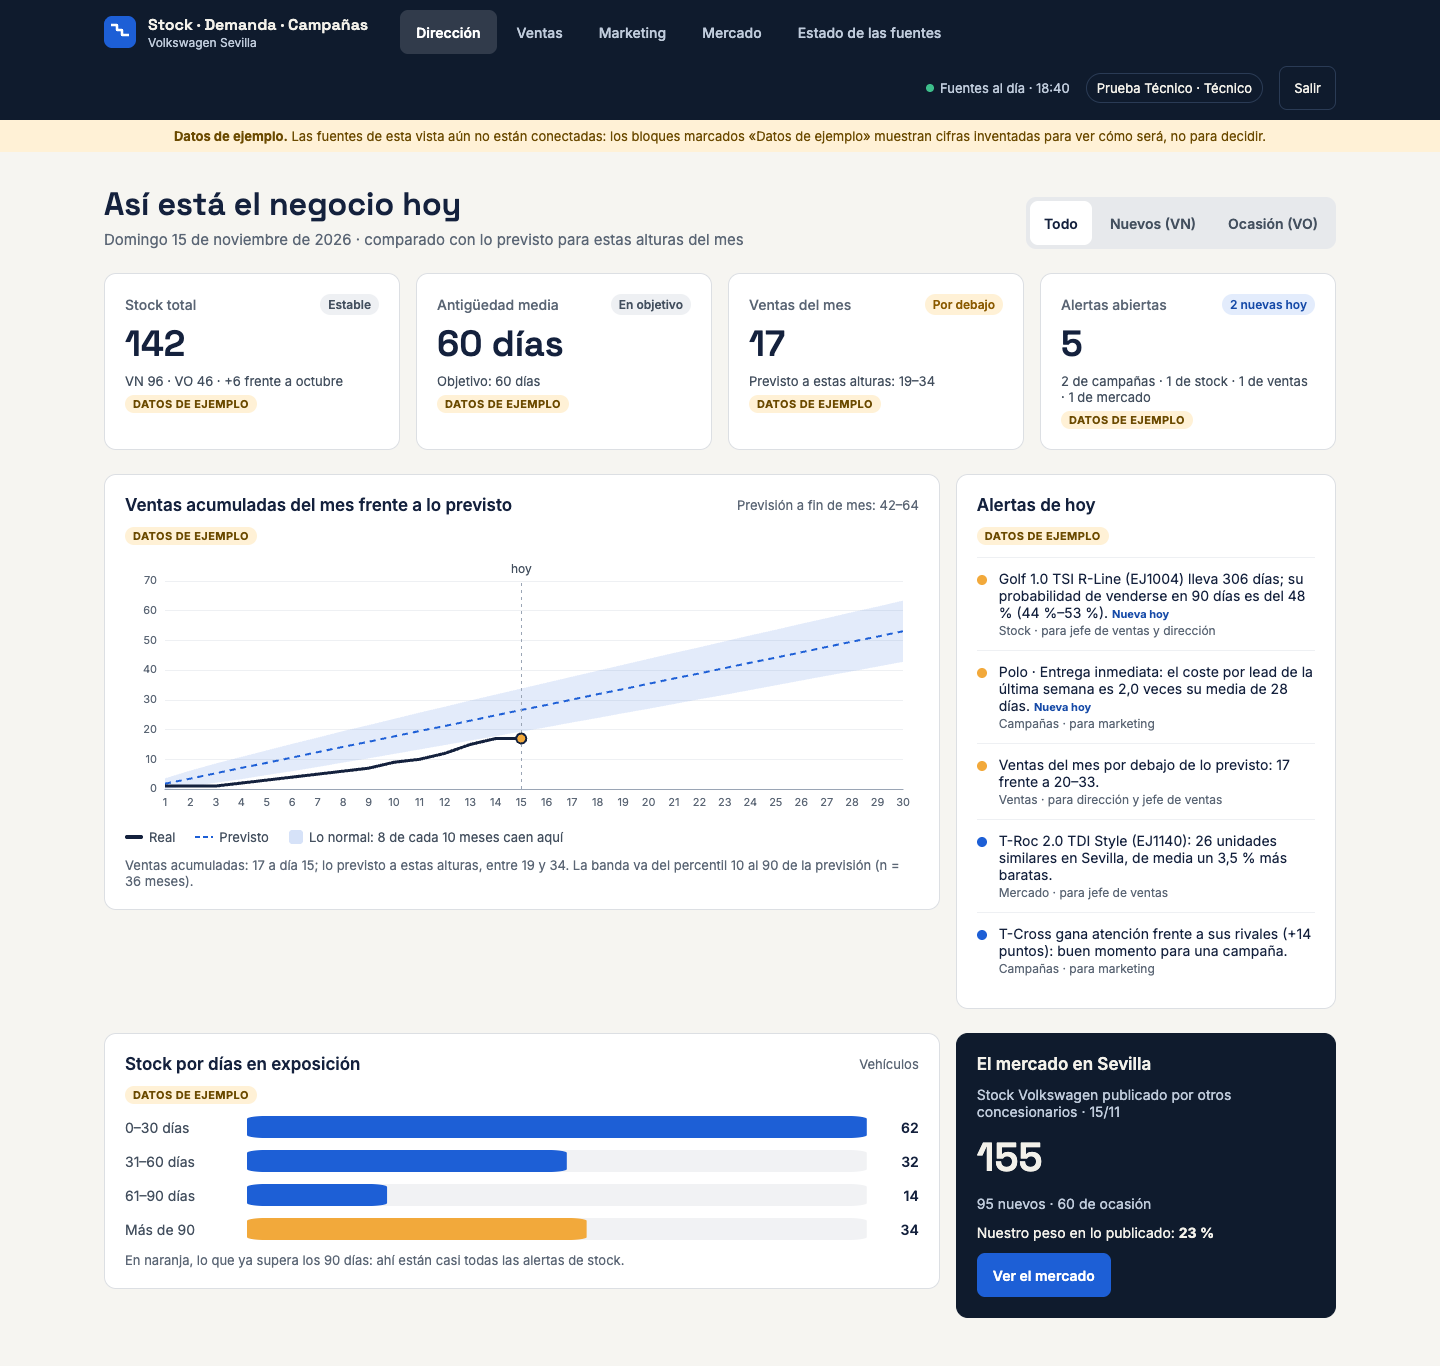 Stock · Demanda · Campañas
Volkswagen Sevilla
Dirección
Ventas
Marketing
Mercado
Estado de las fuentes
Fuentes al día · 18:40
Prueba Técnico · Técnico
Salir
Datos de ejemplo. Las fuentes de esta vista aún no están conectadas: los bloques marcados «Datos de ejemplo» muestran cifras inventadas para ver cómo será, no para decidir.
Así está el negocio hoy
Domingo 15 de noviembre de 2026 · comparado con lo previsto para estas alturas del mes
Todo
Nuevos (VN)
Ocasión (VO)
Stock total
Estable
142
VN 96 · VO 46 · +6 frente a octubre
DATOS DE EJEMPLO
Antigüedad media
En objetivo
60 días
Objetivo: 60 días
DATOS DE EJEMPLO
Ventas del mes
Por debajo
17
Previsto a estas alturas: 19–34
DATOS DE EJEMPLO
Alertas abiertas
2 nuevas hoy
5
2 de campañas · 1 de stock · 1 de ventas
· 1 de mercado
DATOS DE EJEMPLO
Ventas acumuladas del mes frente a lo previsto
Previsión a fin de mes: 42–64
DATOS DE EJEMPLO
hoy
70
60
50
40
30
20
10
0
1 2 3 4 5 6 7 8 9 10 11 12 13 14 15 16 17 18 19 20 21 22 23 24 25 26 27 28 29 30
Real
Previsto
Lo normal: 8 de cada 10 meses caen aquí
Ventas acumuladas: 17 a día 15; lo previsto a estas alturas, entre 19 y 34. La banda va del percentil 10 al 90 de la previsión (n =
36 meses).
Alertas de hoy
DATOS DE EJEMPLO
Golf 1.0 TSI R-Line (EJ1004) lleva 306 días; su
probabilidad de venderse en 90 días es del 48
% (44 %–53 %). Nueva hoy
Stock · para jefe de ventas y dirección
Polo · Entrega inmediata: el coste por lead de la
última semana es 2,0 veces su media de 28
días. Nueva hoy
Campañas · para marketing
Ventas del mes por debajo de lo previsto: 17
frente a 20–33.
Ventas · para dirección y jefe de ventas
T-Roc 2.0 TDI Style (EJ1140): 26 unidades
similares en Sevilla, de media un 3,5 % más
baratas.
Mercado · para jefe de ventas
T-Cross gana atención frente a sus rivales (+14
puntos): buen momento para una campaña.
Campañas · para marketing
Stock por días en exposición
Vehículos
DATOS DE EJEMPLO
0–30 días
62
31–60 días
32
61–90 días
14
Más de 90
34
En naranja, lo que ya supera los 90 días: ahí están casi todas las alertas de stock.
El mercado en Sevilla
Stock Volkswagen publicado por otros
concesionarios · 15/11
155
95 nuevos · 60 de ocasión
Nuestro peso en lo publicado: 23 %
Ver el mercado